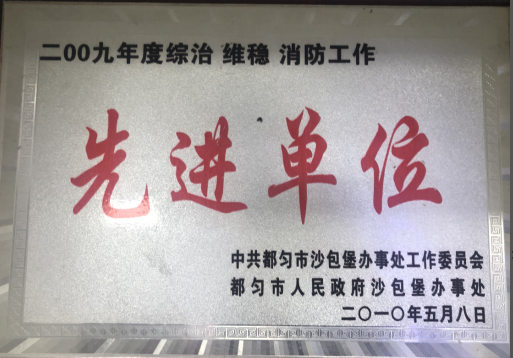 二00九年度综治 维稳 消防工作
先进单位
中共都匀市沙包堡办事处工作委员会
都匀市人民政府沙包堡办事处
二〇一〇年五月八日